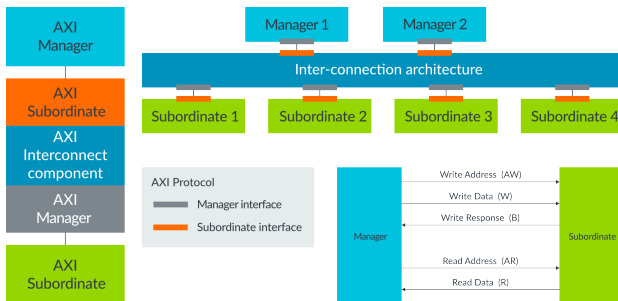 AXI
Manager
AXI
Subordinate
AXI
Interconnect
component
AXI
Manager
AXI
Subordinate
Manager 1
Manager 2
Inter-connection architecture
Subordinate 1
Subordinate 2
Subordinate 3
Subordinate 4
AXI Protocol
Manager interface
Subordinate interface
Manager
Write Address (AW)
Write Data (W)
Write Response (B)
Read Address (AR)
Read Data (R)
Subordinate